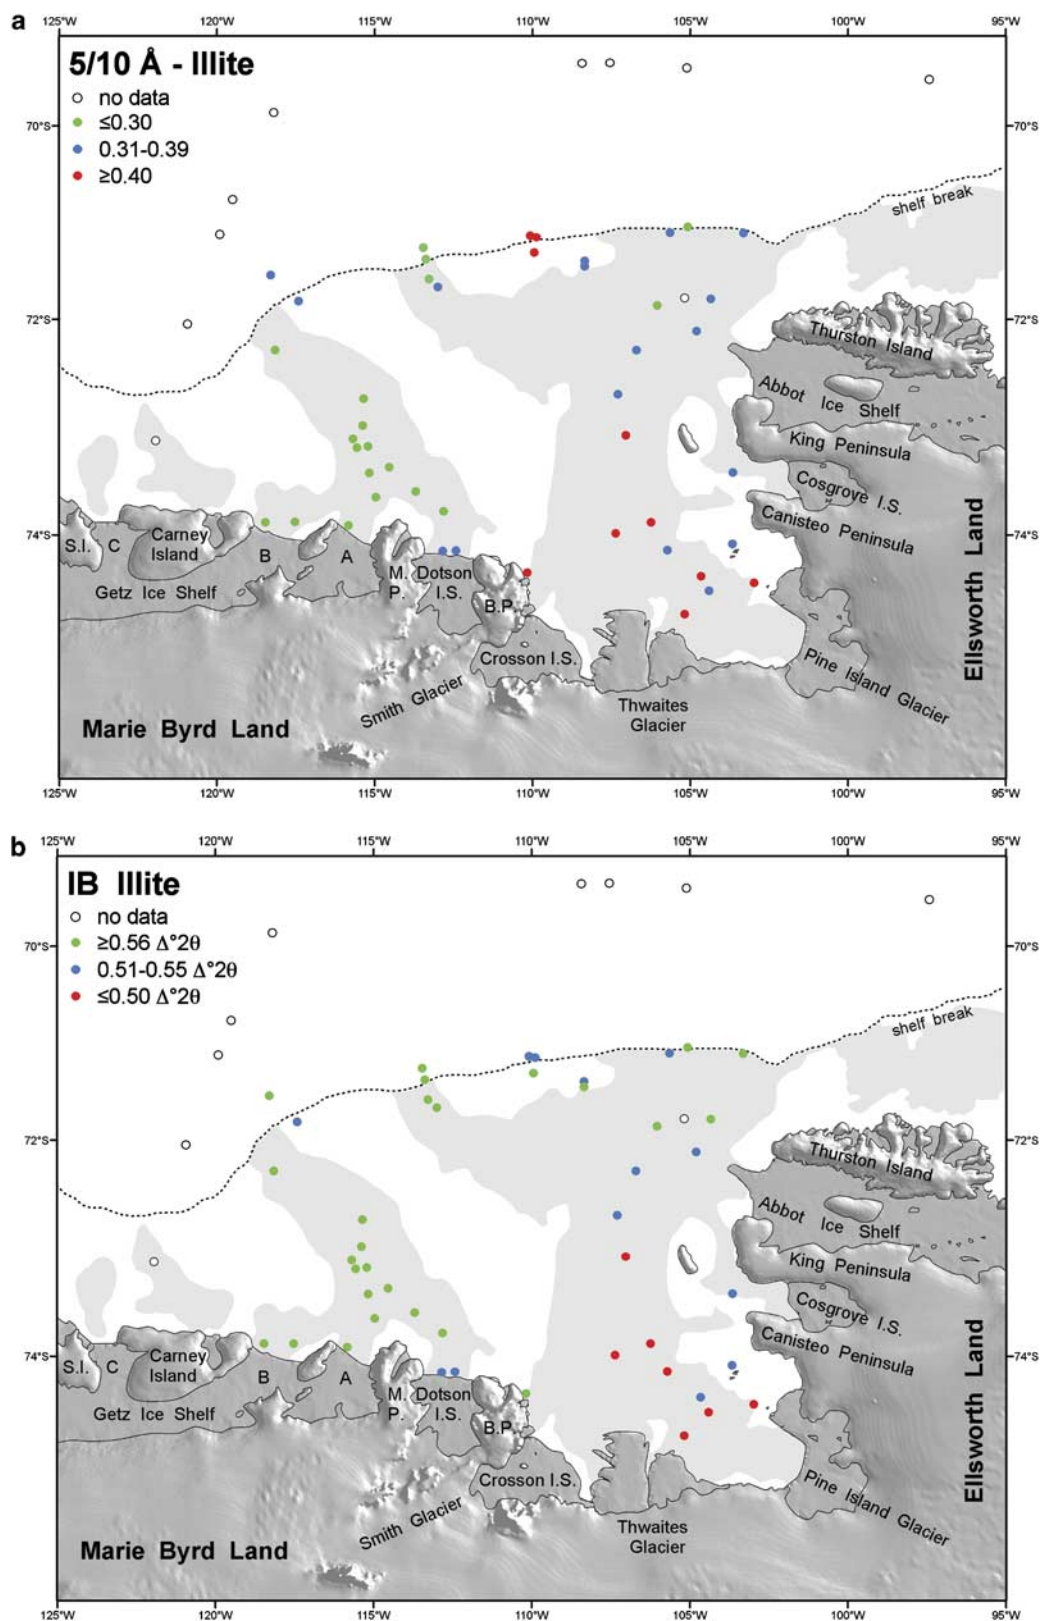 a
125°W 120°W 115°W 110°W 105°W 100°W 95°W
5/10 Å - Illite
no data
≤0.30
0.31-0.39
≥0.40
70°S 70°S
shelf break
72°S 72°S
Thurston Island
Abbot Ice Shelf
King Peninsula
Cosgrove I.S.
Canisteo Peninsula
74°S 74°S
S.I. C Carney Island B A
Getz Ice Shelf
M. P. Dotson I.S. B.P.
Crosson I.S.
Smith Glacier
Thwaites Glacier
Pine Island Glacier
Ellsworth Land
Marie Byrd Land
125°W 120°W 115°W 110°W 105°W 100°W 95°W
b
125°W 120°W 115°W 110°W 105°W 100°W 95°W
IB Illite
no data
≥0.56 Δ°2θ
0.51-0.55 Δ°2θ
≤0.50 Δ°2θ
70°S 70°S
shelf break
72°S 72°S
Thurston Island
Abbot Ice Shelf
King Peninsula
Cosgrove I.S.
Canisteo Peninsula
74°S 74°S
S.I. C Carney Island B A
Getz Ice Shelf
M. P. Dotson I.S. B.P.
Crosson I.S.
Smith Glacier
Thwaites Glacier
Pine Island Glacier
Ellsworth Land
Marie Byrd Land
125°W 120°W 115°W 110°W 105°W 100°W 95°W